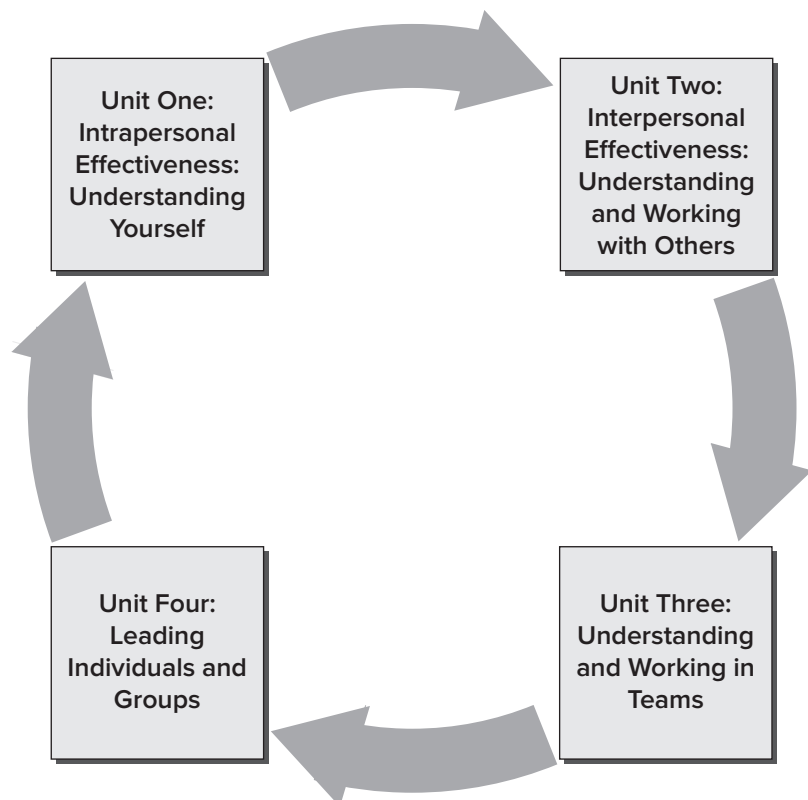 Unit One:
Intrapersonal
Effectiveness:
Understanding
Yourself
Unit Two:
Interpersonal
Effectiveness:
Understanding
and Working
with Others
Unit Four:
Leading
Individuals and
Groups
Unit Three:
Understanding
and Working in
Teams